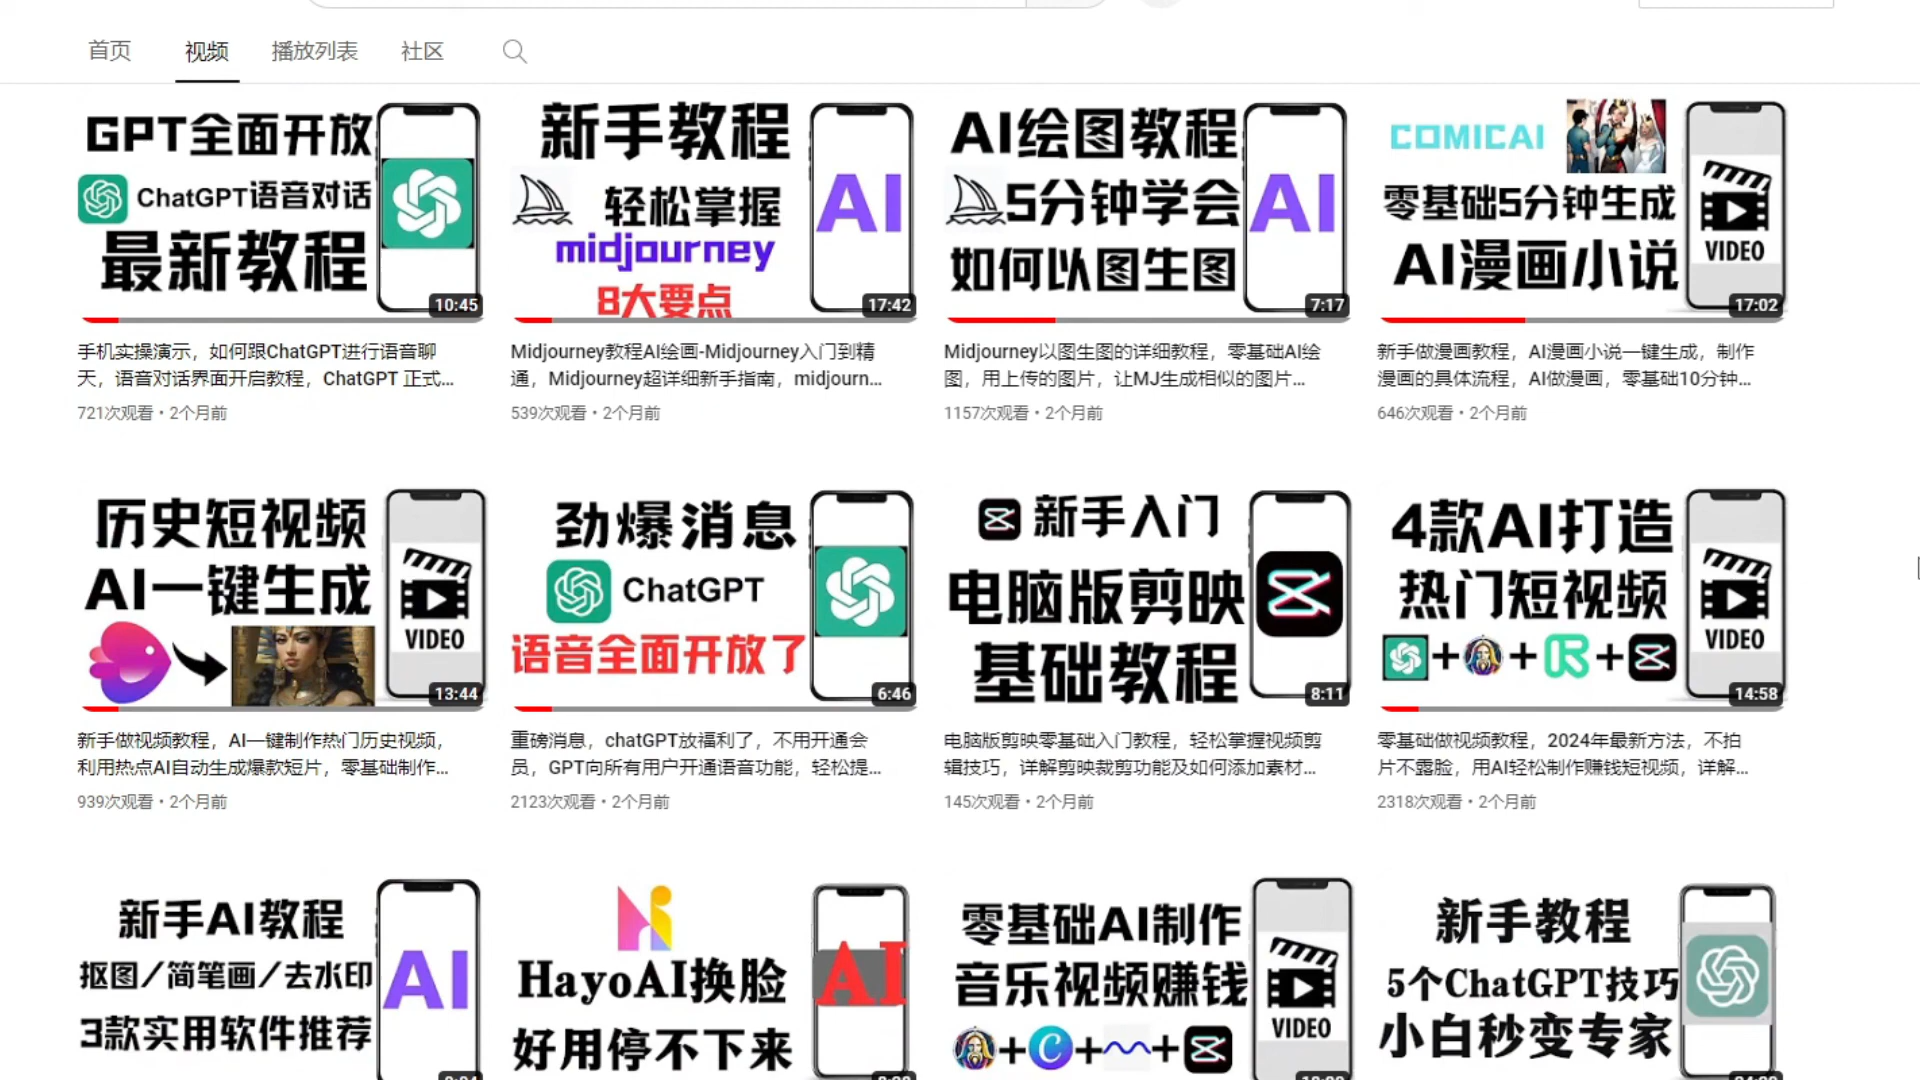 首页 视频 播放列表 社区
GPT全面开放
ChatGPT语音对话
最新教程
10:45
新手教程
轻松掌握
midjourney
8大要点
AI
17:42
AI绘图教程
5分钟学会
如何以图生图
AI
7:17
COMICAI
零基础5分钟生成
AI漫画小说
VIDEO
17:02
手机实操演示，如何跟ChatGPT进行语音聊
天，语音对话界面开启教程，ChatGPT 正式...
721次观看・2个月前
Midjourney教程AI绘画-Midjourney入门到精
通，Midjourney超详细新手指南，midjourn...
539次观看・2个月前
Midjourney以图生图的详细教程，零基础AI绘
图，用上传的图片，让MJ生成相似的图片...
1157次观看・2个月前
新手做漫画教程，AI漫画小说一键生成，制作
漫画的具体流程，AI做漫画，零基础10分钟...
646次观看・2个月前
历史短视频
AI一键生成
VIDEO
13:44
劲爆消息
ChatGPT
语音全面开放了
6:46
新手入门
电脑版剪映
基础教程
8:11
4款AI打造
热门短视频
+ + +
VIDEO
14:58
新手做视频教程，AI一键制作热门历史视频，
利用热点AI自动生成爆款短片，零基础制作...
939次观看・2个月前
重磅消息，chatGPT放福利了，不用开通会
员，GPT向所有用户开通语音功能，轻松提...
2123次观看・2个月前
电脑版剪映零基础入门教程，轻松掌握视频剪
辑技巧，详解剪映裁剪功能及如何添加素材...
145次观看・2个月前
零基础做视频教程，2024年最新方法，不拍
片不露脸，用AI轻松制作赚钱短视频，详解...
2318次观看・2个月前
新手AI教程
抠图/简笔画/去水印
3款实用软件推荐
AI
HayoAI换脸
好用停不下来
AI
零基础AI制作
音乐视频赚钱
+ + +
VIDEO
新手教程
5个ChatGPT技巧
小白秒变专家